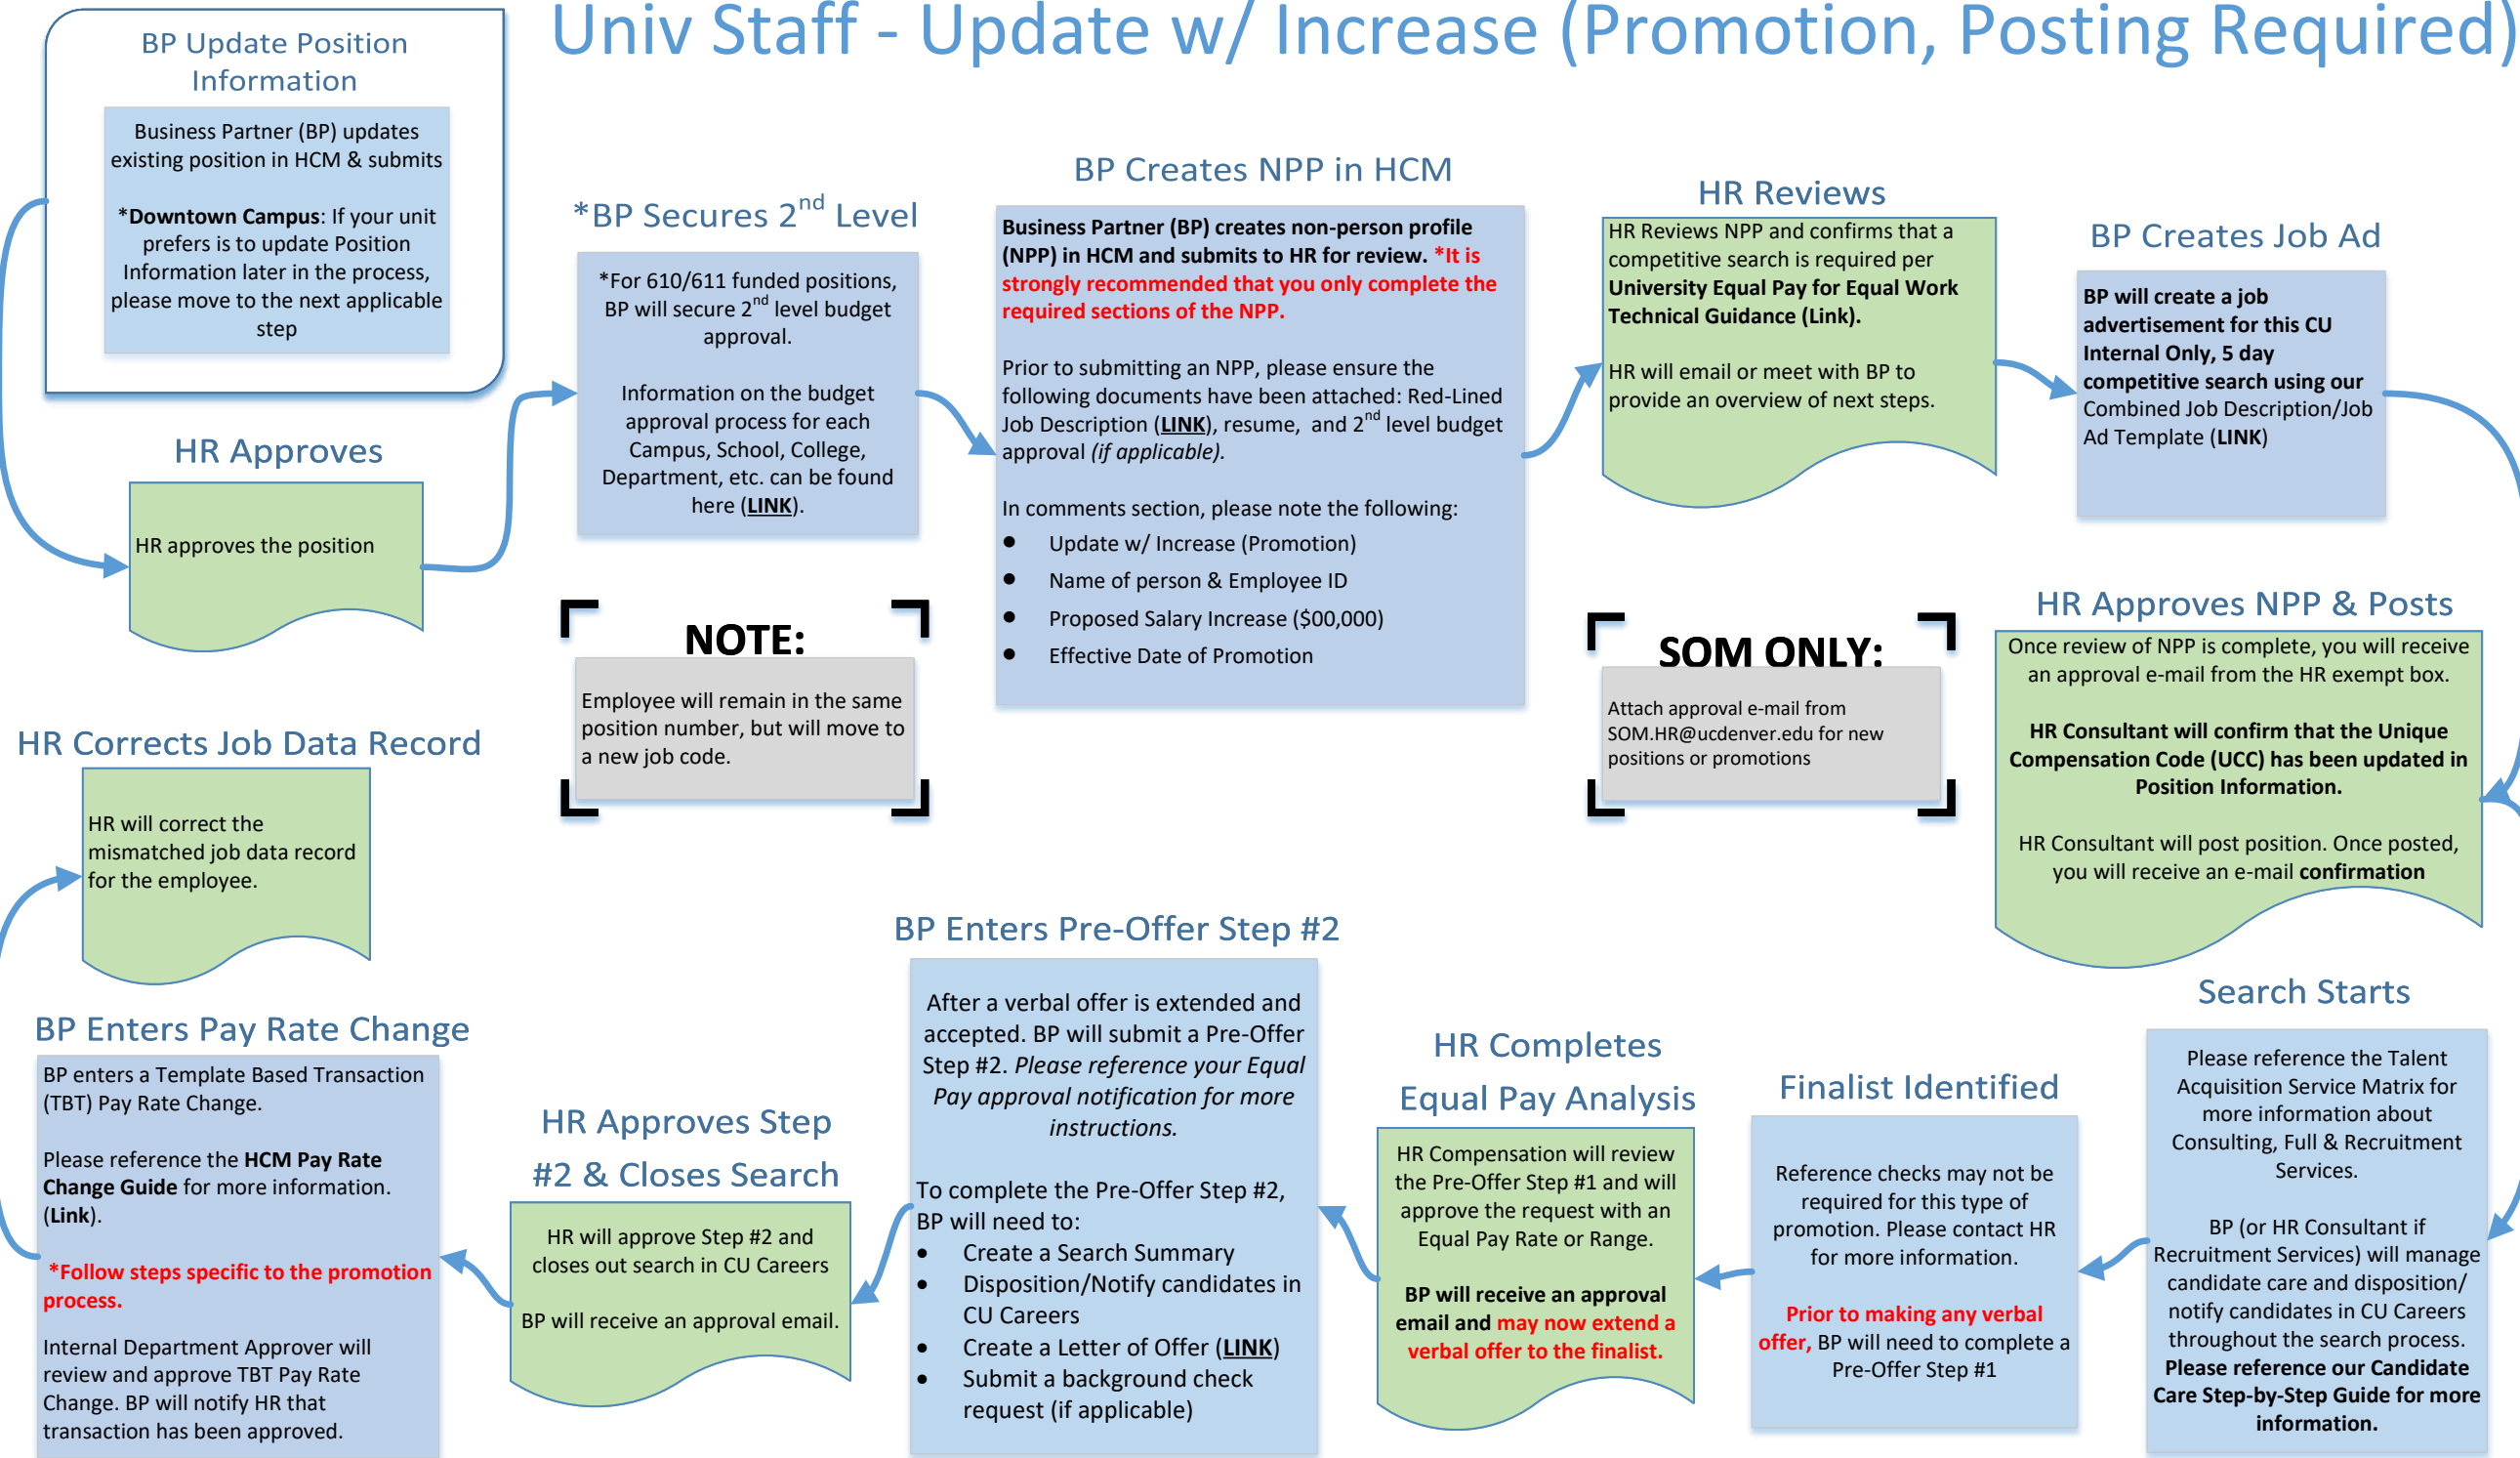 Univ Staff - Update w/ Increase (Promotion, Posting Required)
BP Update Position
Information
Business Partner (BP) updates
existing position in HCM & submits
*Downtown Campus: If your unit
prefers is to update Position
Information later in the process,
please move to the next applicable
step
HR Approves
HR approves the position
*BP Secures 2nd Level
*For 610/611 funded positions,
BP will secure 2nd level budget
approval.
Information on the budget
approval process for each
Campus, School, College,
Department, etc. can be found
here (LINK).
BP Creates NPP in HCM
Business Partner (BP) creates non-person profile
(NPP) in HCM and submits to HR for review. *It is
strongly recommended that you only complete the
required sections of the NPP.
Prior to submitting an NPP, please ensure the
following documents have been attached: Red-Lined
Job Description (LINK), resume, and 2nd level budget
approval (if applicable).
In comments section, please note the following:
● Update w/ Increase (Promotion)
● Name of person & Employee ID
● Proposed Salary Increase ($00,000)
● Effective Date of Promotion
HR Reviews
HR Reviews NPP and confirms that a
competitive search is required per
University Equal Pay for Equal Work
Technical Guidance (Link).
HR will email or meet with BP to
provide an overview of next steps.
BP Creates Job Ad
BP will create a job
advertisement for this CU
Internal Only, 5 day
competitive search using our
Combined Job Description/Job
Ad Template (LINK)
NOTE:
Employee will remain in the same
position number, but will move to
a new job code.
SOM ONLY:
Attach approval e-mail from
SOM.HR@ucdenver.edu for new
positions or promotions
HR Approves NPP & Posts
Once review of NPP is complete, you will receive
an approval e-mail from the HR exempt box.
HR Consultant will confirm that the Unique
Compensation Code (UCC) has been updated in
Position Information.
HR Consultant will post position. Once posted,
you will receive an e-mail confirmation
Search Starts
Please reference the Talent
Acquisition Service Matrix for
more information about
Consulting, Full & Recruitment
Services.
BP (or HR Consultant if
Recruitment Services) will manage
candidate care and disposition/
notify candidates in CU Careers
throughout the search process.
Please reference our Candidate
Care Step-by-Step Guide for more
information.
Finalist Identified
Reference checks may not be
required for this type of
promotion. Please contact HR
for more information.
Prior to making any verbal
offer, BP will need to complete a
Pre-Offer Step #1
HR Completes
Equal Pay Analysis
HR Compensation will review
the Pre-Offer Step #1 and will
approve the request with an
Equal Pay Rate or Range.
BP will receive an approval
email and may now extend a
verbal offer to the finalist.
BP Enters Pre-Offer Step #2
After a verbal offer is extended and
accepted. BP will submit a Pre-Offer
Step #2. Please reference your Equal
Pay approval notification for more
instructions.
To complete the Pre-Offer Step #2,
BP will need to:
● Create a Search Summary
● Disposition/Notify candidates in
CU Careers
● Create a Letter of Offer (LINK)
● Submit a background check
request (if applicable)
HR Approves Step
#2 & Closes Search
HR will approve Step #2 and
closes out search in CU Careers
BP will receive an approval email.
BP Enters Pay Rate Change
BP enters a Template Based Transaction
(TBT) Pay Rate Change.
Please reference the HCM Pay Rate
Change Guide for more information.
(Link).
*Follow steps specific to the promotion
process.
Internal Department Approver will
review and approve TBT Pay Rate
Change. BP will notify HR that
transaction has been approved.
HR Corrects Job Data Record
HR will correct the
mismatched job data record
for the employee.